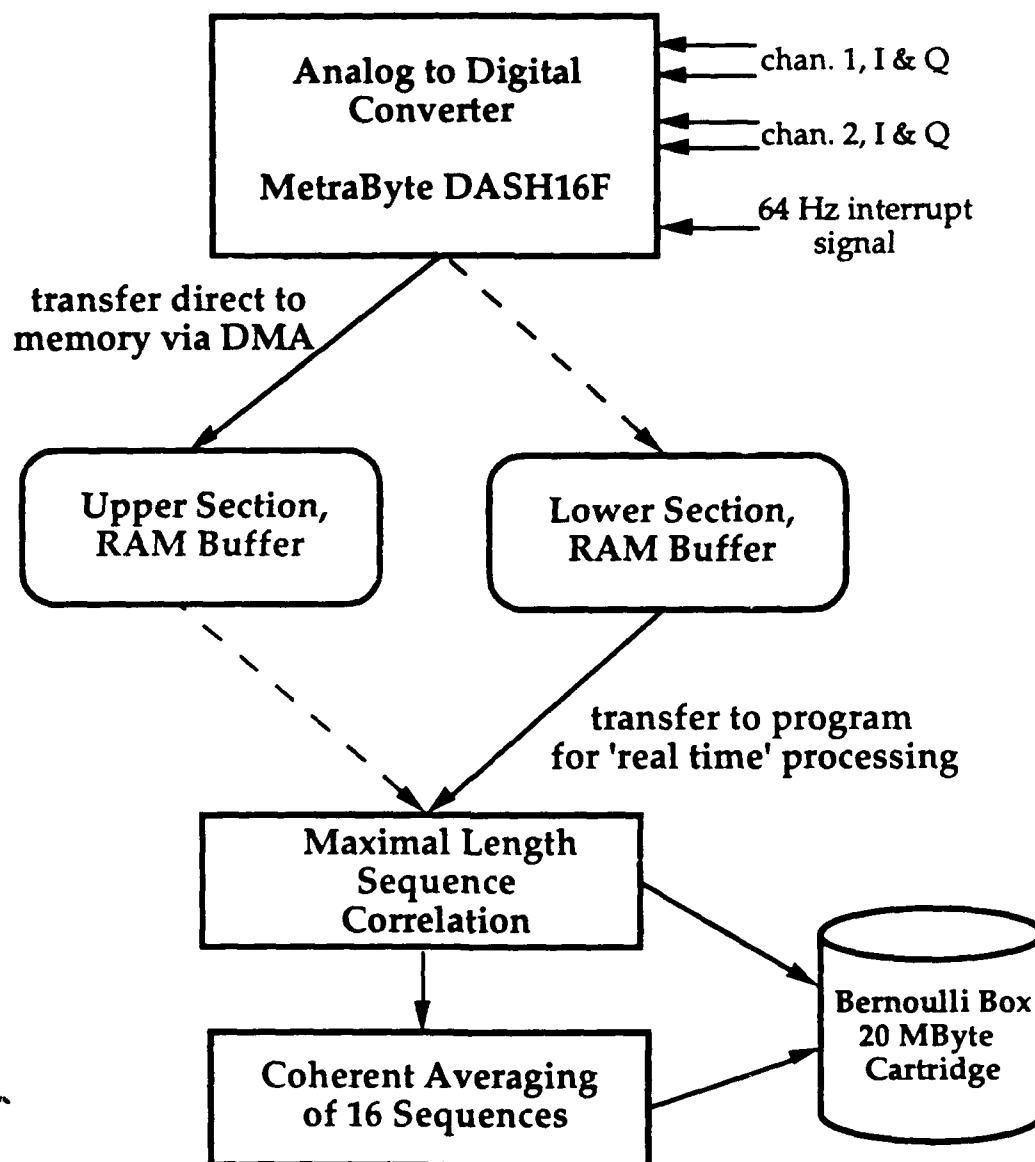 Analog to Digital
Converter
MetraByte DASH16F
chan. 1, I & Q
chan. 2, I & Q
64 Hz interrupt
signal
transfer direct to
memory via DMA
Upper Section,
RAM Buffer
Lower Section,
RAM Buffer
transfer to program
for 'real time' processing
Maximal Length
Sequence
Correlation
Bernoulli Box
20 MByte
Cartridge
Coherent Averaging
of 16 Sequences